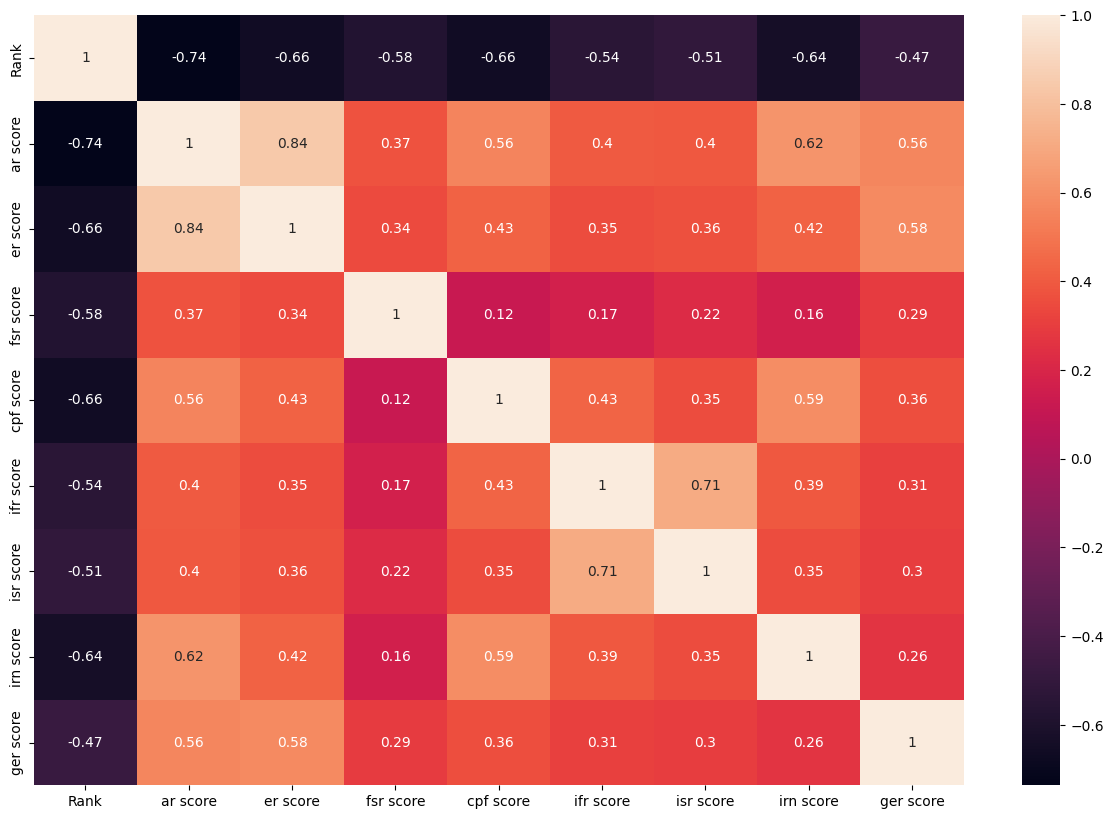 Rank 1 -0.74 -0.66 -0.58 -0.66 -0.54 -0.51 -0.64 -0.47
ar score -0.74 1 0.84 0.37 0.56 0.4 0.4 0.62 0.56
er score -0.66 0.84 1 0.34 0.43 0.35 0.36 0.42 0.58
fsr score -0.58 0.37 0.34 1 0.12 0.17 0.22 0.16 0.29
cpf score -0.66 0.56 0.43 0.12 1 0.43 0.35 0.59 0.36
ifr score -0.54 0.4 0.35 0.17 0.43 1 0.71 0.39 0.31
isr score -0.51 0.4 0.36 0.22 0.35 0.71 1 0.35 0.3
irn score -0.64 0.62 0.42 0.16 0.59 0.39 0.35 1 0.26
ger score -0.47 0.56 0.58 0.29 0.36 0.31 0.3 0.26 1
Rank ar score er score fsr score cpf score ifr score isr score irn score ger score
1.0
0.8
0.6
0.4
0.2
0.0
−0.2
−0.4
−0.6